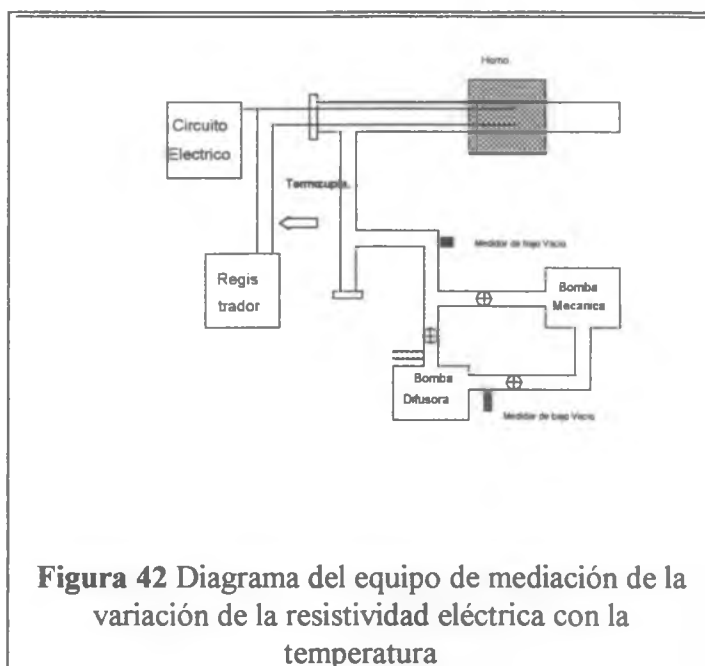 Horno
Circuito
Electrico
Termocupla.
Medidor de bajo Vacio
Regis
trador
Bomba
Mecanica
Bomba
Difusora
Medidor de bajo Vacio
Figura 42 Diagrama del equipo de mediación de la
variación de la resistividad eléctrica con la
temperatura